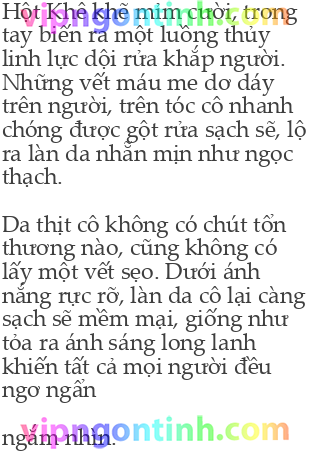 Hột Khê khẽ mỉm cười, trong
vipngontinh.com
tay biến ra một luồng thủy
linh lực dội rửa khắp người.
Những vết máu me dơ dáy
trên người, trên tóc cô nhanh
chóng được gột rửa sạch sẽ, lộ
ra làn da nhẵn mịn như ngọc
thạch.
Da thịt cô không có chút tổn
thương nào, cũng không có
lấy một vết sẹo. Dưới ánh
nắng rực rỡ, làn da cô lại càng
sạch sẽ mềm mại, giống như
tỏa ra ánh sáng long lanh
khiến tất cả mọi người đều
ngơ ngẩn
vipngontinh.com
ngắm nhìn.